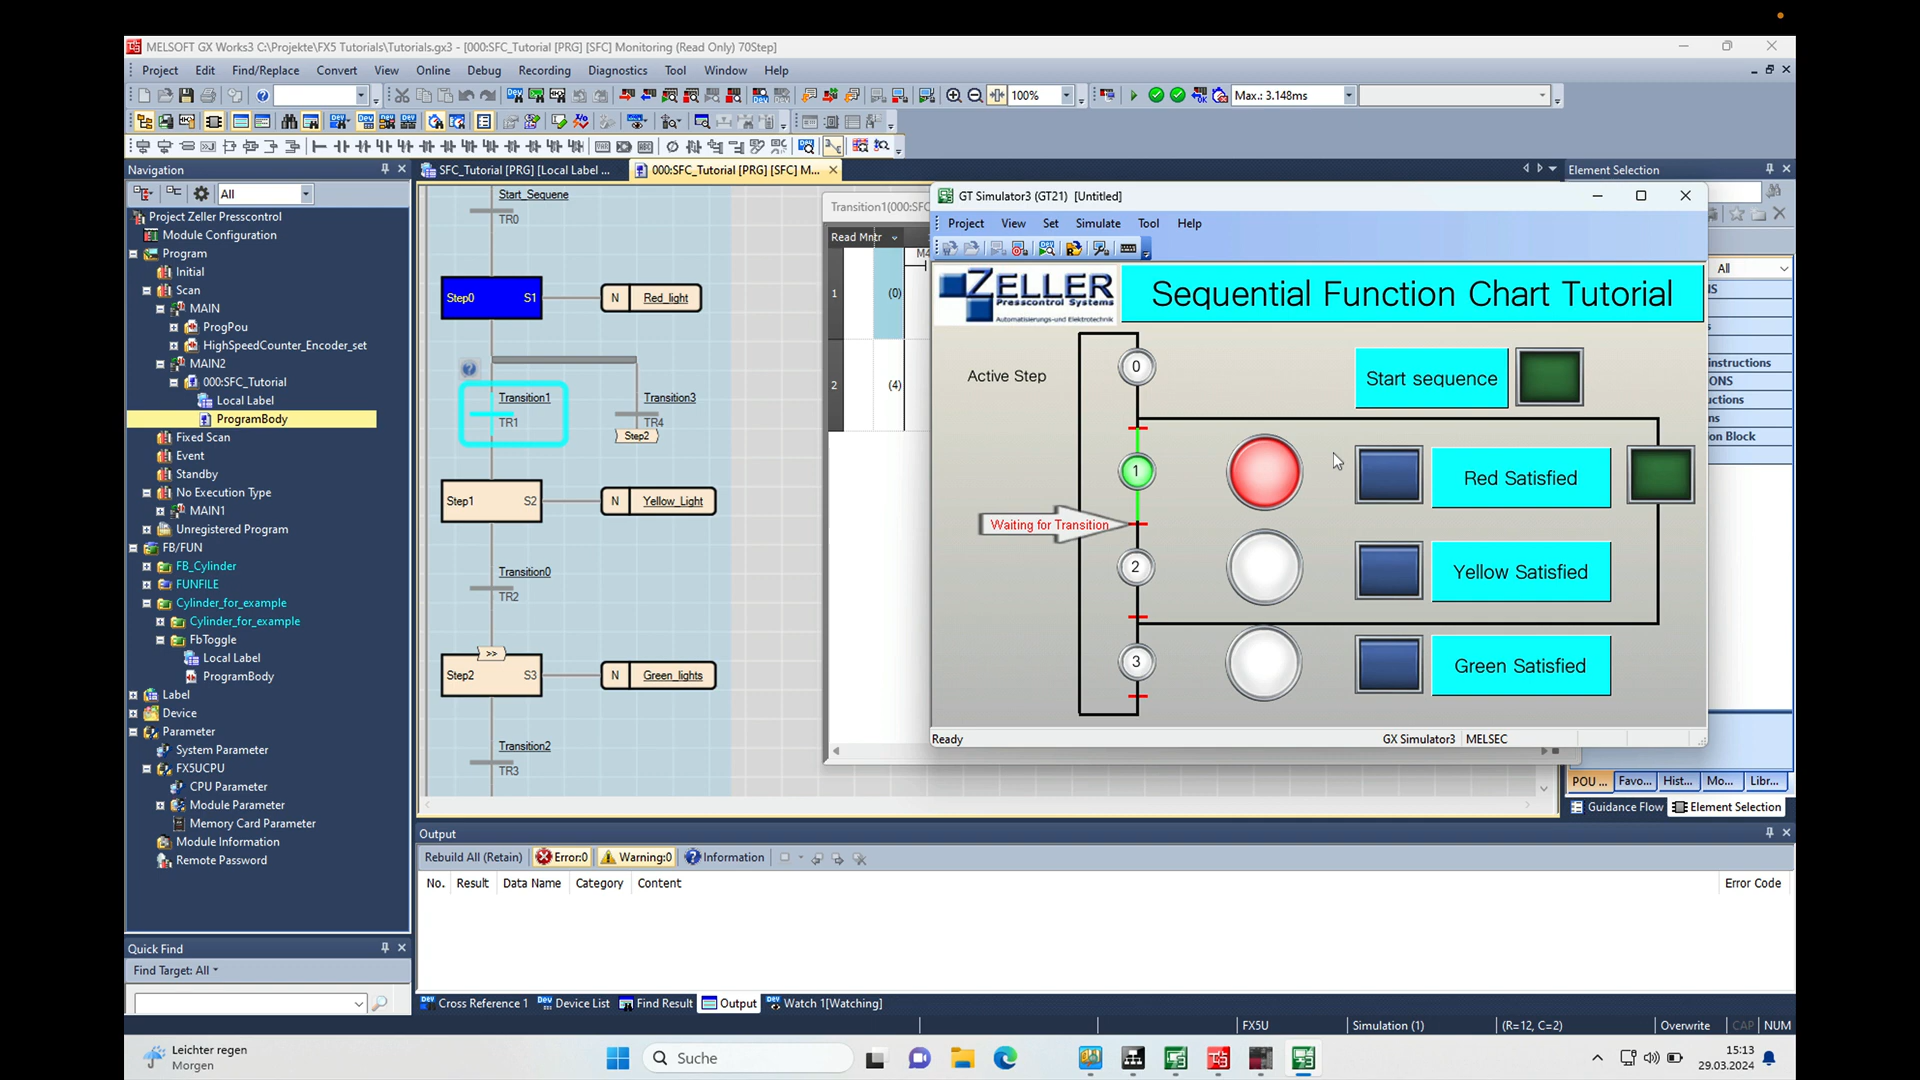 MELSOFT GX Works3 C:\Projekte\FX5 Tutorials\Tutorials.gx3 - [000:SFC_Tutorial [PRG] [SFC] Monitoring (Read Only) 70Step]
Project Edit Find/Replace Convert View Online Debug Recording Diagnostics Tool Window Help
100%
Max.: 3.148ms
Navigation
All
Project Zeller Presscontrol
Module Configuration
Program
Initial
Scan
MAIN
ProgPou
HighSpeedCounter_Encoder_set
MAIN2
000:SFC_Tutorial
Local Label
ProgramBody
Fixed Scan
Event
Standby
No Execution Type
MAIN1
Unregistered Program
FB/FUN
FB_Cylinder
FUNFILE
Cylinder_for_example
Cylinder_for_example
FbToggle
Local Label
ProgramBody
Label
Device
Parameter
System Parameter
FX5UCPU
CPU Parameter
Module Parameter
Memory Card Parameter
Module Information
Remote Password
Quick Find
Find Target: All
SFC_Tutorial [PRG] [Local Label ...
000:SFC_Tutorial [PRG] [SFC] M...
Start_Sequene
TR0
Step0 S1
N Red_light
Transition1
TR1
Transition3
TR4
Step2
Step1 S2
N Yellow_Light
Transition0
TR2
>>
Step2 S3
N Green_lights
Transition2
TR3
Transition1(000:SFC
Read Mntr
1 (0)
2 (4)
GT Simulator3 (GT21) [Untitled]
Project View Set Simulate Tool Help
ZELLER
Presscontrol Systems
Automatisierungs-und Elektrotechnik
Sequential Function Chart Tutorial
Active Step
0
Start sequence
1
Red Satisfied
Waiting for Transition
2
Yellow Satisfied
3
Green Satisfied
Ready
GX Simulator3 MELSEC
Element Selection
All
instructions
ONS
uctions
ns
on Block
POU ... Favo... Hist... Mo... Libr...
Guidance Flow Element Selection
Output
Rebuild All (Retain) Error:0 Warning:0 Information
No. Result Data Name Category Content Error Code
Cross Reference 1 Device List Find Result Output Watch 1[Watching]
FX5U Simulation (1) (R=12, C=2) Overwrite CAP NUM
Leichter regen
Morgen
Suche
15:13
29.03.2024